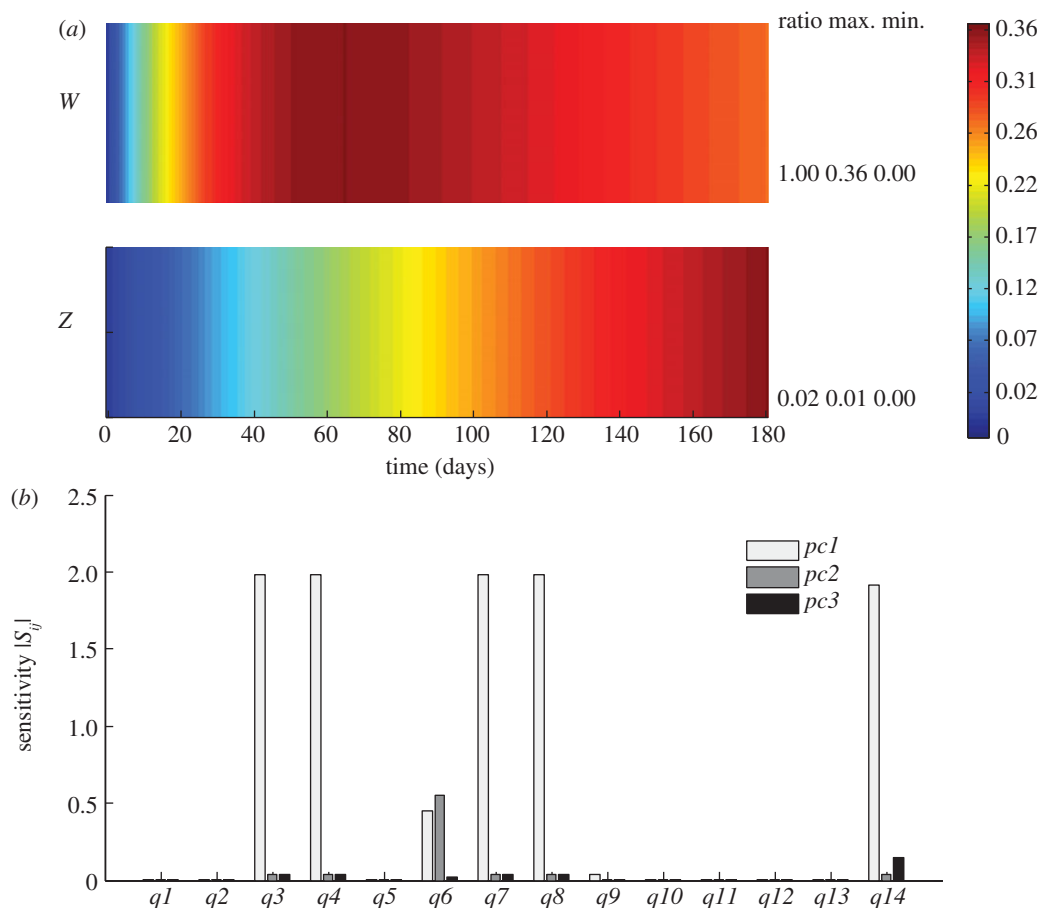 (a)
W
ratio max. min.
1.00 0.36 0.00
Z
0.02 0.01 0.00
0 20 40 60 80 100 120 140 160 180
time (days)
0.36
0.31
0.26
0.22
0.17
0.12
0.07
0.02
0
(b)
sensitivity |S_ij|
2.5
2.0
1.5
1.0
0.5
0
pc1
pc2
pc3
q1 q2 q3 q4 q5 q6 q7 q8 q9 q10 q11 q12 q13 q14